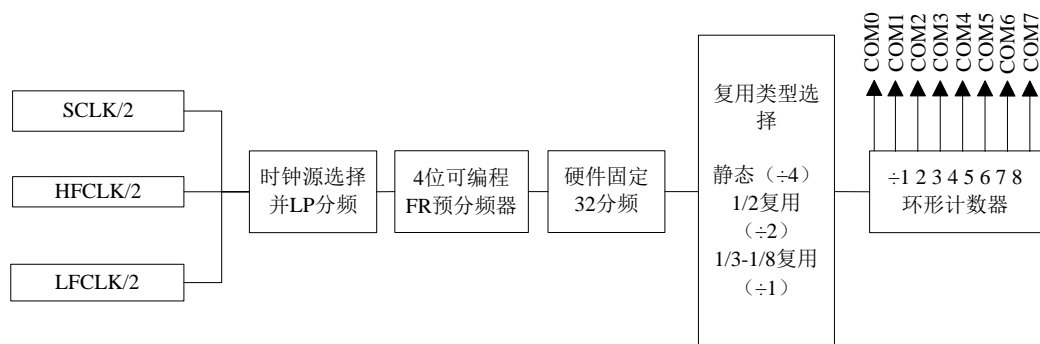 SCLK/2
HFCLK/2
LFCLK/2
时钟源选择
并LP分频
4位可编程
FR预分频器
硬件固定
32分频
复用类型选
择
静态（÷4）
1/2复用
（÷2）
1/3-1/8复用
（÷1）
COM0
COM1
COM2
COM3
COM4
COM5
COM6
COM7
÷1 2 3 4 5 6 7 8
环形计数器